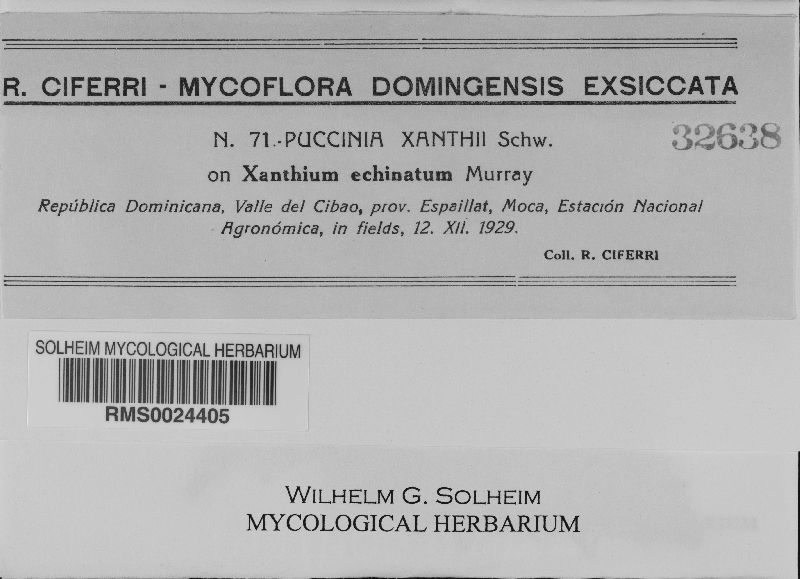 R. CIFERRI - MYCOFLORA DOMINGENSIS EXSICCATA
N. 71.-PUCCINIA XANTHII Schw.
32638
on Xanthium echinatum Murray
República Dominicana, Valle del Cibao, prov. Espaillat, Moca, Estación Nacional
Agronómica, in fields, 12. XII. 1929.
Coll. R. CIFERRI
SOLHEIM MYCOLOGICAL HERBARIUM
RMS0024405
WILHELM G. SOLHEIM
MYCOLOGICAL HERBARIUM